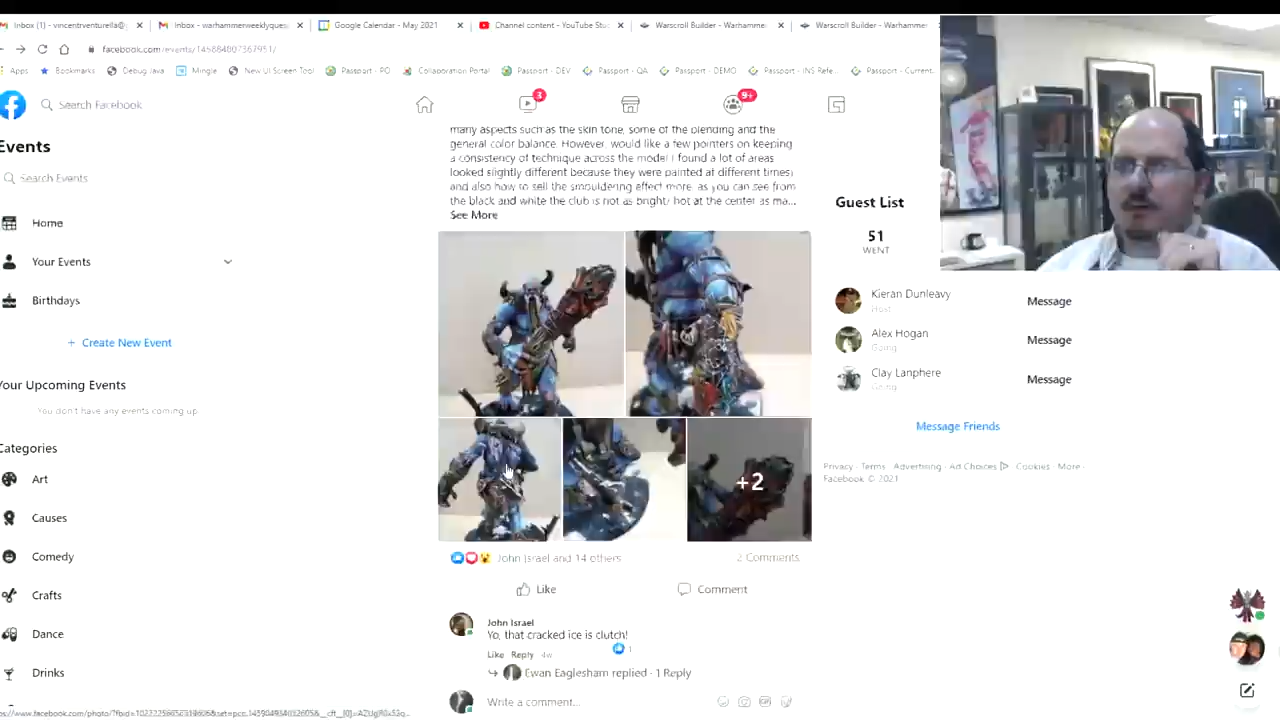 Inbox (1) - vincentrventurella@
Inbox - warhammerweeklyques
Google Calendar - May 2021
Channel content - YouTube Stu
Warscroll Builder - Warhammer
Warscroll Builder - Warhammer
facebook.com/events/
Apps
Bookmarks
Debug Java
Mingle
New UI Screen Tool
Passport - PO
Collaboration Portal
Passport - DEV
Passport - QA
Passport - DEMO
Passport - INS Refe...
Passport - Current
Search Facebook
3
9+
Events
Search Events
Home
Your Events
Birthdays
+ Create New Event
Your Upcoming Events
You don't have any events coming up.
Categories
Art
Causes
Comedy
Crafts
Dance
Drinks
many aspects such as the skin tone, some of the blending and the
general color balance. However, would like a few pointers on keeping
a consistency of technique across the model I found a lot of areas
looked slightly different because they were painted at different times)
and also how to sell the smouldering effect more, as you can see from
the black and white the club is not as bright/ hot at the center as ma...
See More
+2
John Israel and 14 others
2 Comments
Like
Comment
John Israel
Yo, that cracked ice is clutch!
1
Like Reply 4w
Ewan Eaglesham replied · 1 Reply
Write a comment...
Guest List
51
WENT
Kieran Dunleavy
Host
Message
Alex Hogan
Going
Message
Clay Lanphere
Going
Message
Message Friends
Privacy · Terms · Advertising · Ad Choices · Cookies · More ·
Facebook © 2021